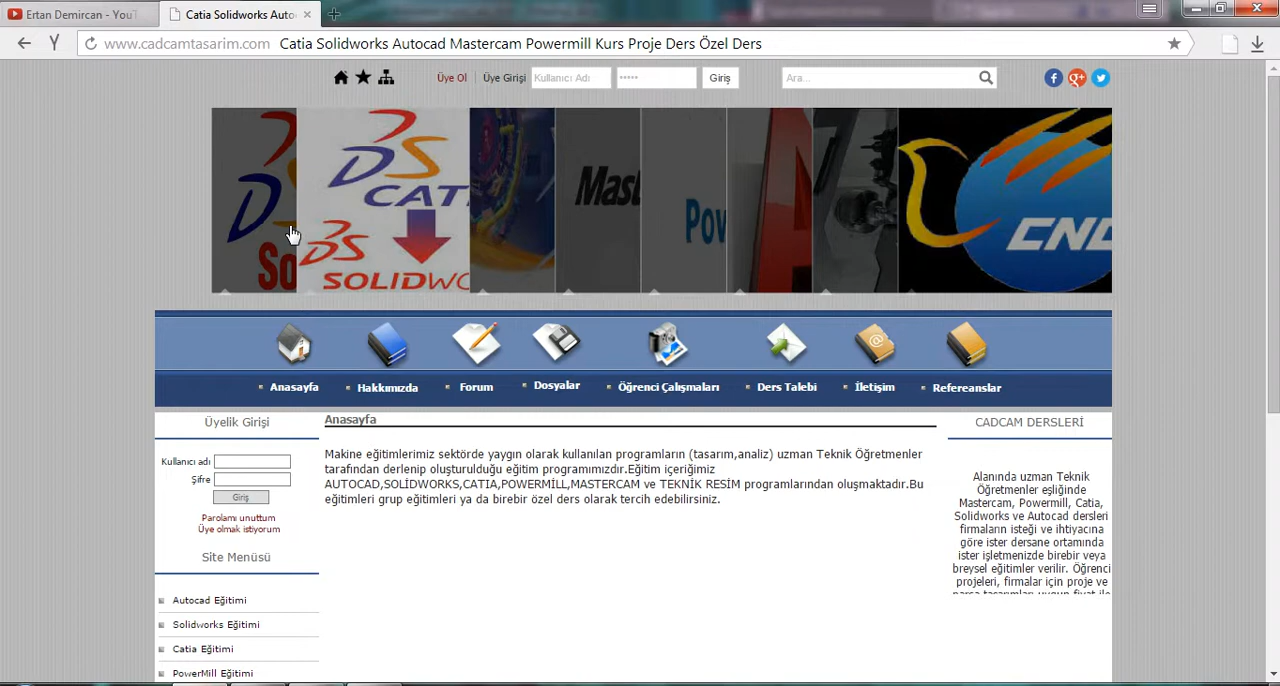 Ertan Demircan - You
Catia Solidworks Auto
www.cadcamtasarim.com Catia Solidworks Autocad Mastercam Powermill Kurs Proje Ders Özel Ders
Üye Ol | Üye Girişi Kullanıcı Adı ••••• Giriş Ara...
DS
So
DS
CATI
DS
SOLIDWO
Mast
Pow
A
CNC
Anasayfa
Hakkımızda
Forum
Dosyalar
Öğrenci Çalışmaları
Ders Talebi
İletişim
Refereanslar
Üyelik Girişi
Kullanıcı adı
Şifre
Giriş
Parolamı unuttum
Üye olmak istiyorum
Site Menüsü
Autocad Eğitimi
Solidworks Eğitimi
Catia Eğitimi
PowerMill Eğitimi
Anasayfa
Makine eğitimlerimiz sektörde yaygın olarak kullanılan programların (tasarım,analiz) uzman Teknik Öğretmenler
tarafından derlenip oluşturulduğu eğitim programımızdır.Eğitim içeriğimiz
AUTOCAD,SOLİDWORKS,CATIA,POWERMİLL,MASTERCAM ve TEKNİK RESİM programlarından oluşmaktadır.Bu
eğitimleri grup eğitimleri ya da birebir özel ders olarak tercih edebilirsiniz.
CADCAM DERSLERİ
Alanında uzman Teknik
Öğretmenler eşliğinde
Mastercam, Powermill, Catia,
Solidworks ve Autocad dersleri
firmaların isteği ve ihtiyacına
göre ister dersane ortamında
ister işletmenizde birebir veya
breysel eğitimler verilir. Öğrenci
projeleri, firmalar için proje ve
parça tasarımları uygun fiyat ile